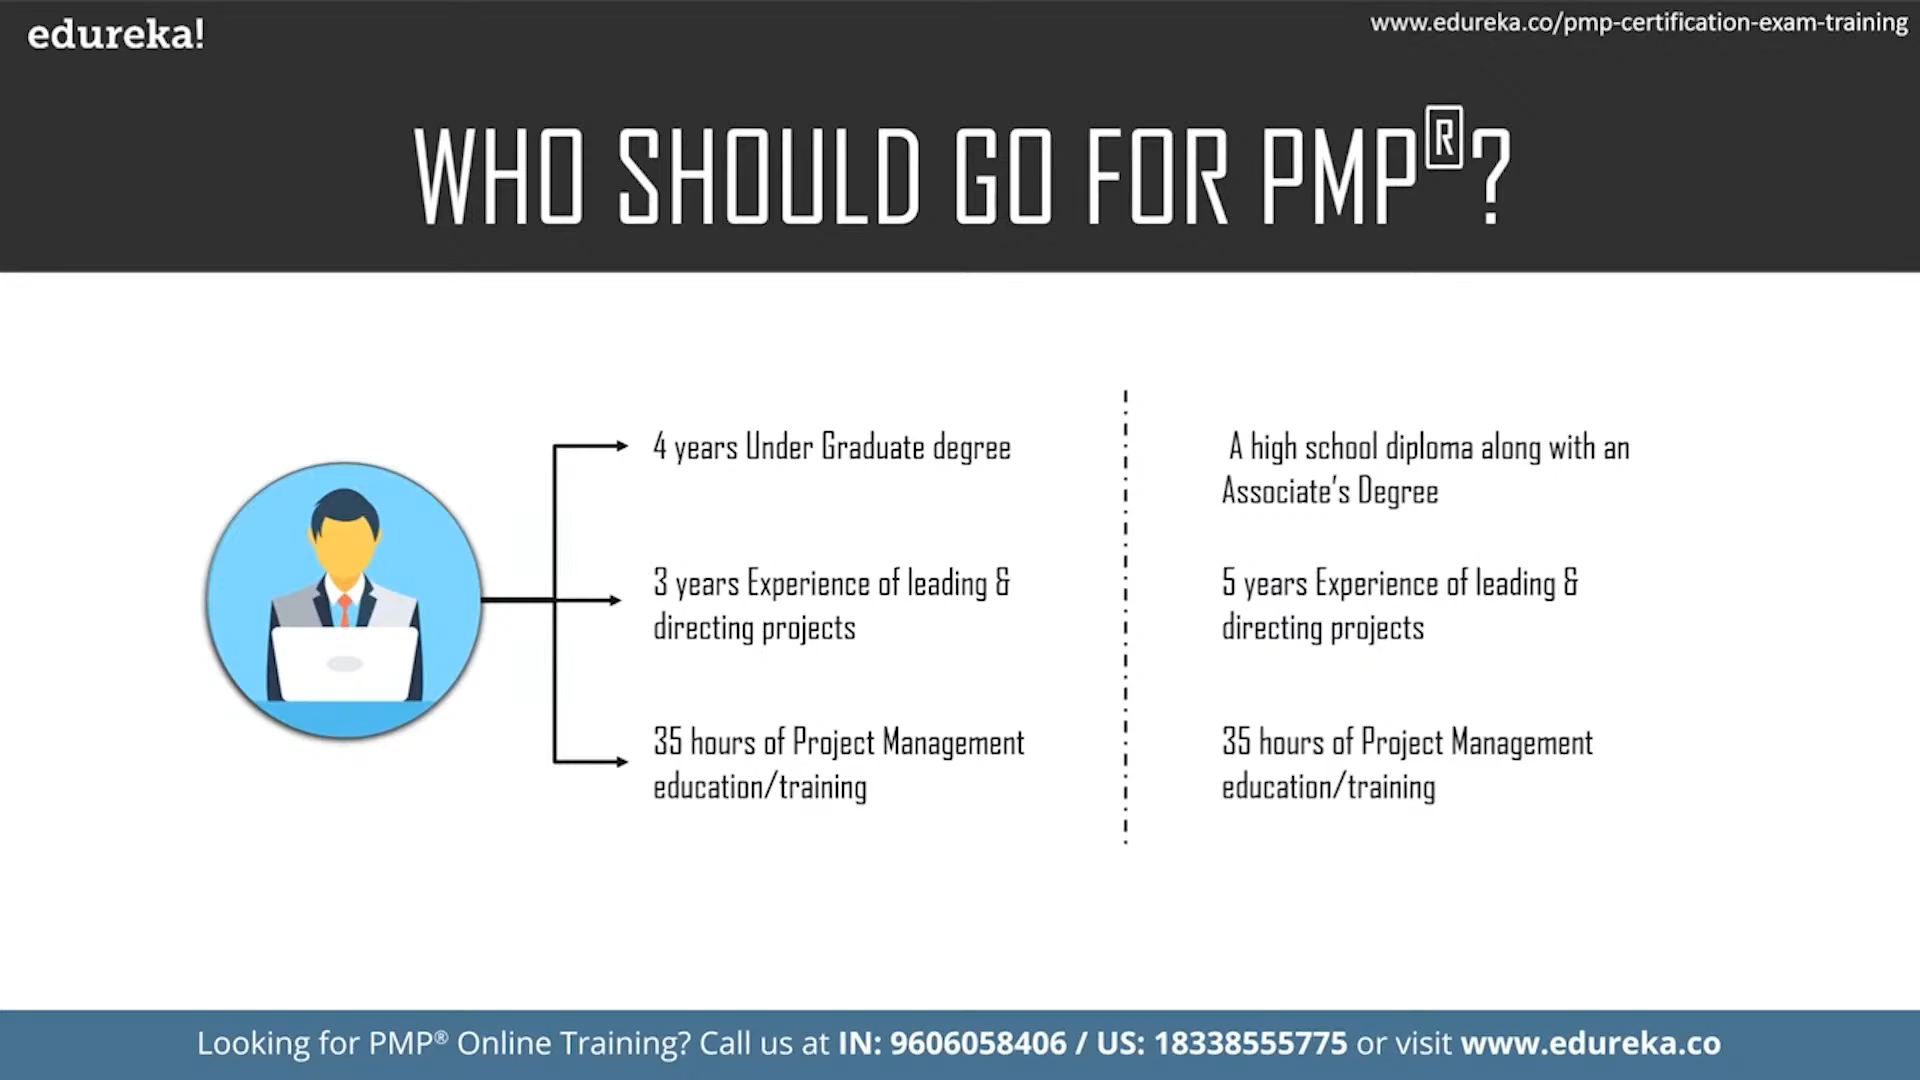 edureka!
www.edureka.co/pmp-certification-exam-training
WHO SHOULD GO FOR PMP®?
4 years Under Graduate degree
3 years Experience of leading &
directing projects
35 hours of Project Management
education/training
A high school diploma along with an
Associate's Degree
5 years Experience of leading &
directing projects
35 hours of Project Management
education/training
Looking for PMP® Online Training? Call us at IN: 9606058406 / US: 18338555775 or visit www.edureka.co